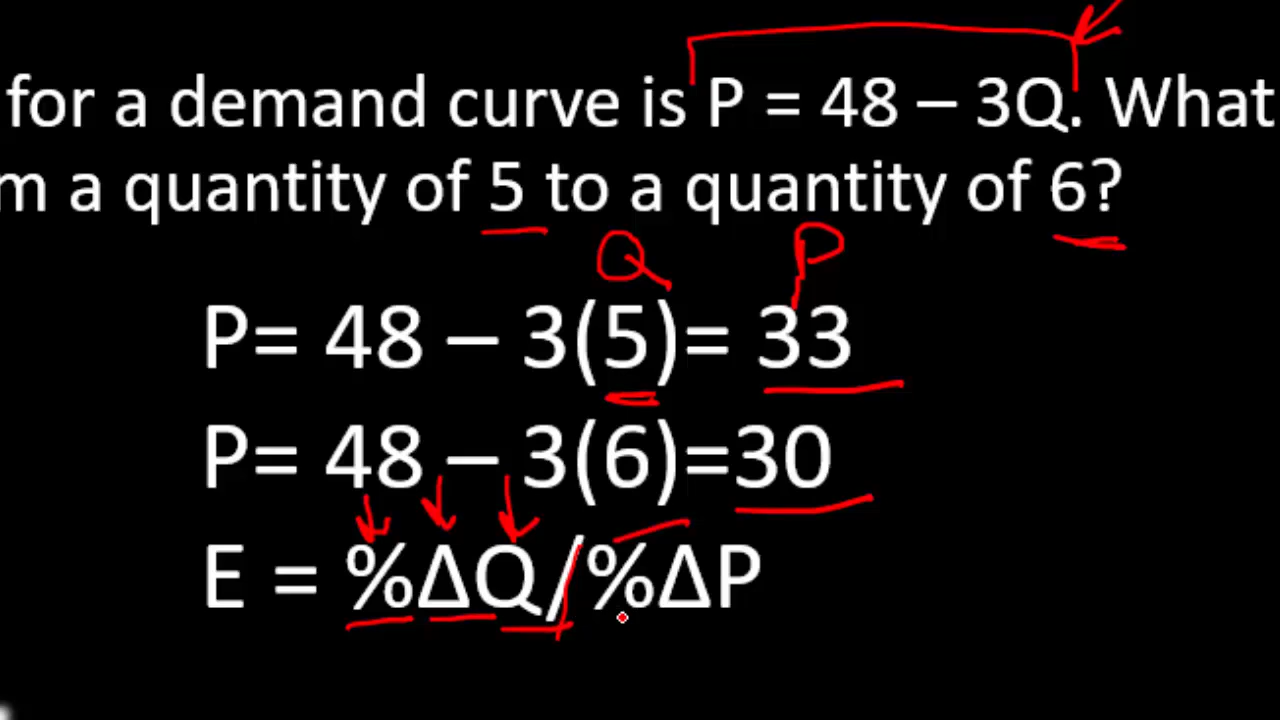 for a demand curve is P = 48 – 3Q. What
m a quantity of 5 to a quantity of 6?
Q P
P= 48 – 3(5)= 33
P= 48 – 3(6)=30
E = %ΔQ/%ΔP